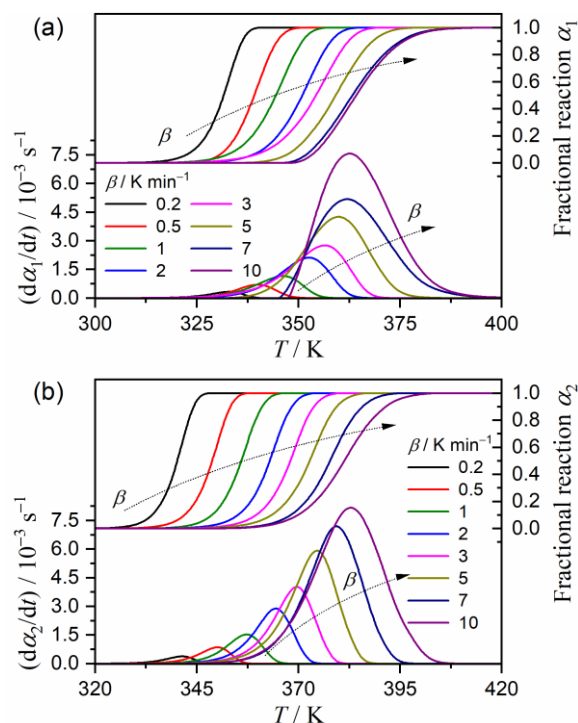 (a)
1.0
0.8
0.6
0.4
0.2
0.0
Fractional reaction α₁
β
7.5
6.0
4.5
3.0
1.5
0.0
(dα₁/dt) / 10⁻³ s⁻¹
β / K min⁻¹
0.2 3
0.5 5
1 7
2 10
β
300 325 350 375 400
T / K
(b)
1.0
0.8
0.6
0.4
0.2
0.0
Fractional reaction α₂
β
7.5
6.0
4.5
3.0
1.5
0.0
(dα₂/dt) / 10⁻³ s⁻¹
β / K min⁻¹
0.2
0.5
1
2
3
5
7
10
β
320 345 370 395 420
T / K